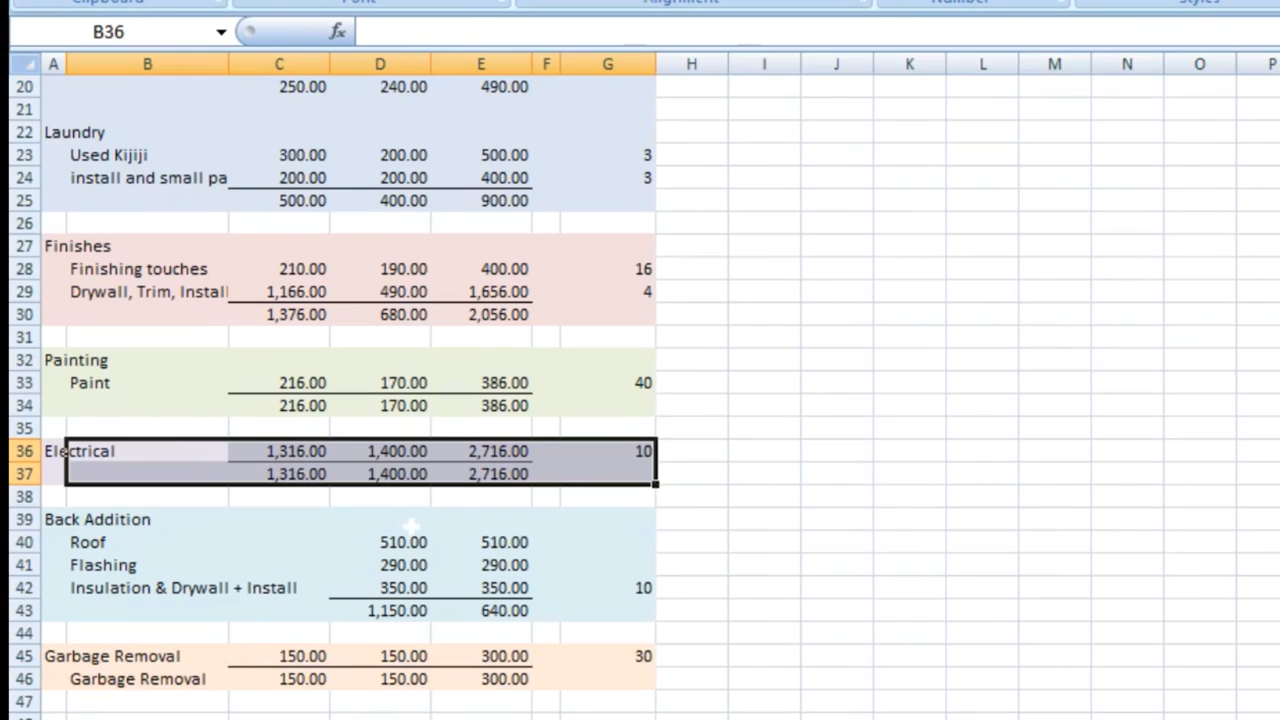 Clipboard Font Alignment Number Styles
B36 fx
A B C D E F G H I J K L M N O P
20 250.00 240.00 490.00
21
22 Laundry
23 Used Kijiji 300.00 200.00 500.00 3
24 install and small pa 200.00 200.00 400.00 3
25 500.00 400.00 900.00
26
27 Finishes
28 Finishing touches 210.00 190.00 400.00 16
29 Drywall, Trim, Install 1,166.00 490.00 1,656.00 4
30 1,376.00 680.00 2,056.00
31
32 Painting
33 Paint 216.00 170.00 386.00 40
34 216.00 170.00 386.00
35
36 Electrical 1,316.00 1,400.00 2,716.00 10
37 1,316.00 1,400.00 2,716.00
38
39 Back Addition
40 Roof 510.00 510.00
41 Flashing 290.00 290.00
42 Insulation & Drywall + Install 350.00 350.00 10
43 1,150.00 640.00
44
45 Garbage Removal 150.00 150.00 300.00 30
46 Garbage Removal 150.00 150.00 300.00
47